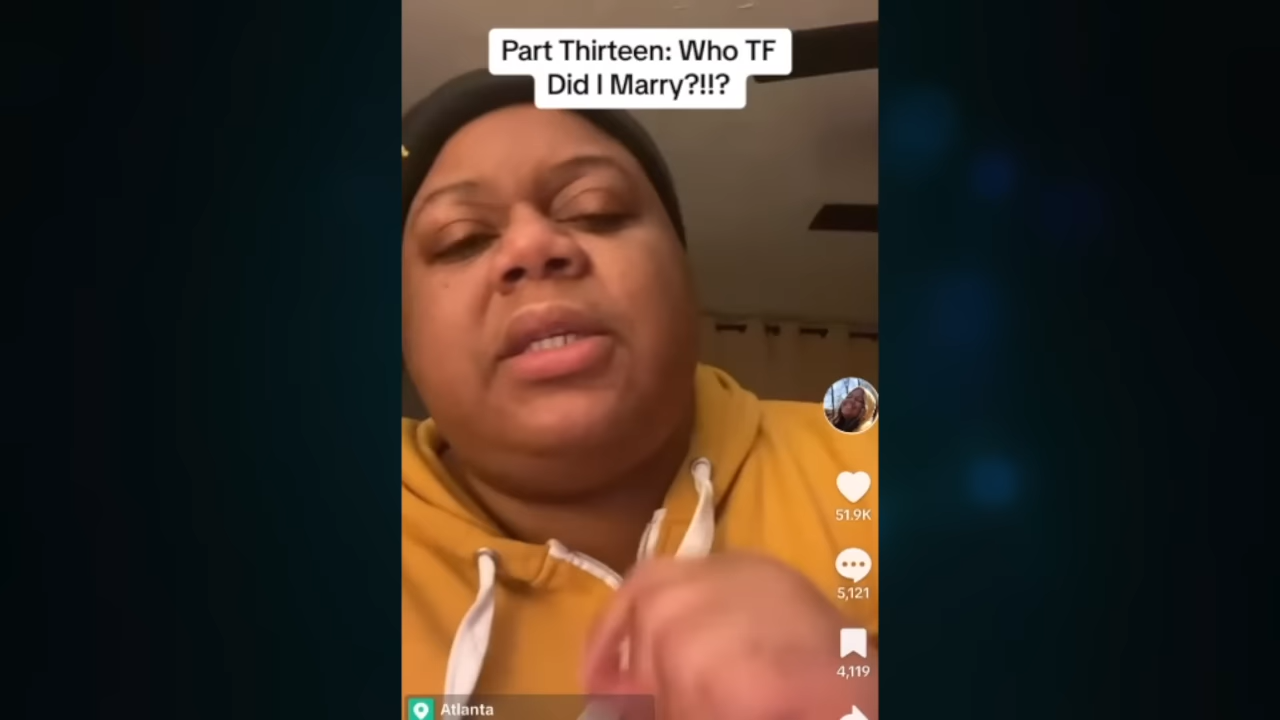 Part Thirteen: Who TF
Did I Marry?!!?
51.9K
5,121
4,119
Atlanta